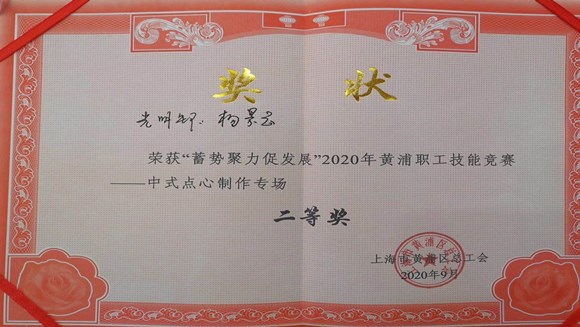 奖 状
光明邨：杨景云
荣获“蓄势聚力促发展”2020年黄浦职工技能竞赛
——中式点心制作专场
二等奖
上海市黄浦区总工会
2020年9月